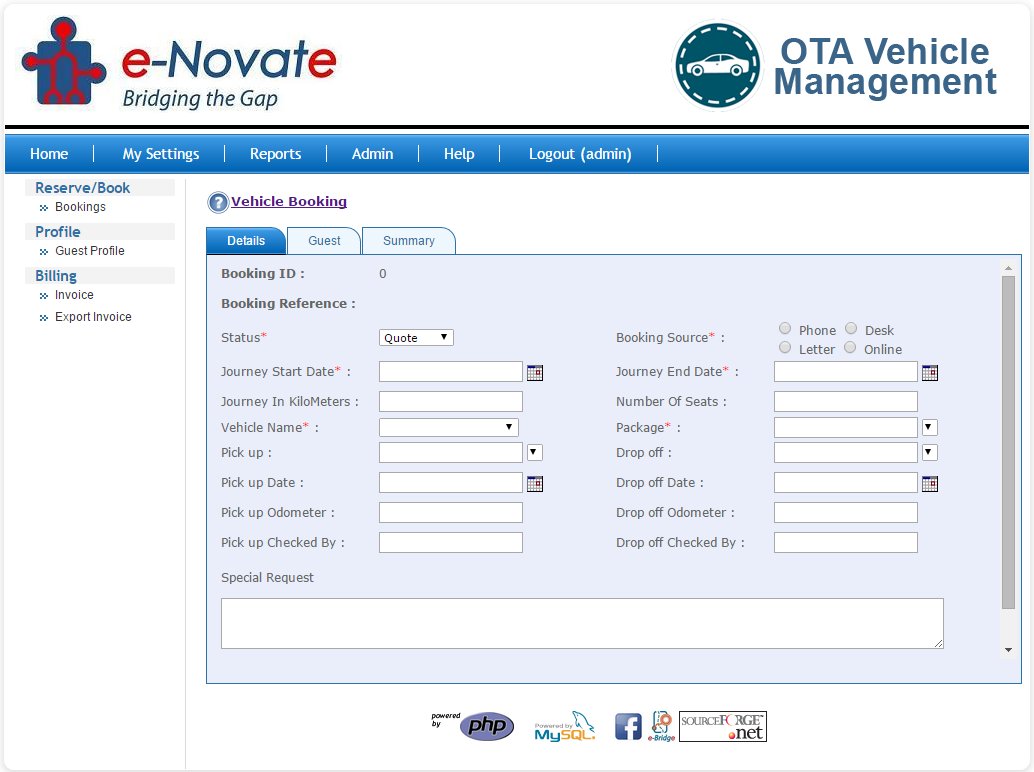 e-Novate
Bridging the Gap
OTA Vehicle
Management
Home My Settings Reports Admin Help Logout (admin)
Reserve/Book
Bookings
Profile
Guest Profile
Billing
Invoice
Export Invoice
? Vehicle Booking
Details Guest Summary
Booking ID : 0
Booking Reference :
Status* Quote Booking Source* : Phone Desk
Letter Online
Journey Start Date* : Journey End Date* :
Journey In KiloMeters : Number Of Seats :
Vehicle Name* : Package* :
Pick up : Drop off :
Pick up Date : Drop off Date :
Pick up Odometer : Drop off Odometer :
Pick up Checked By : Drop off Checked By :
Special Request
powered
by php
Powered by
MySQL.
f
e-Bridge
SOURCEFORGE™
.net